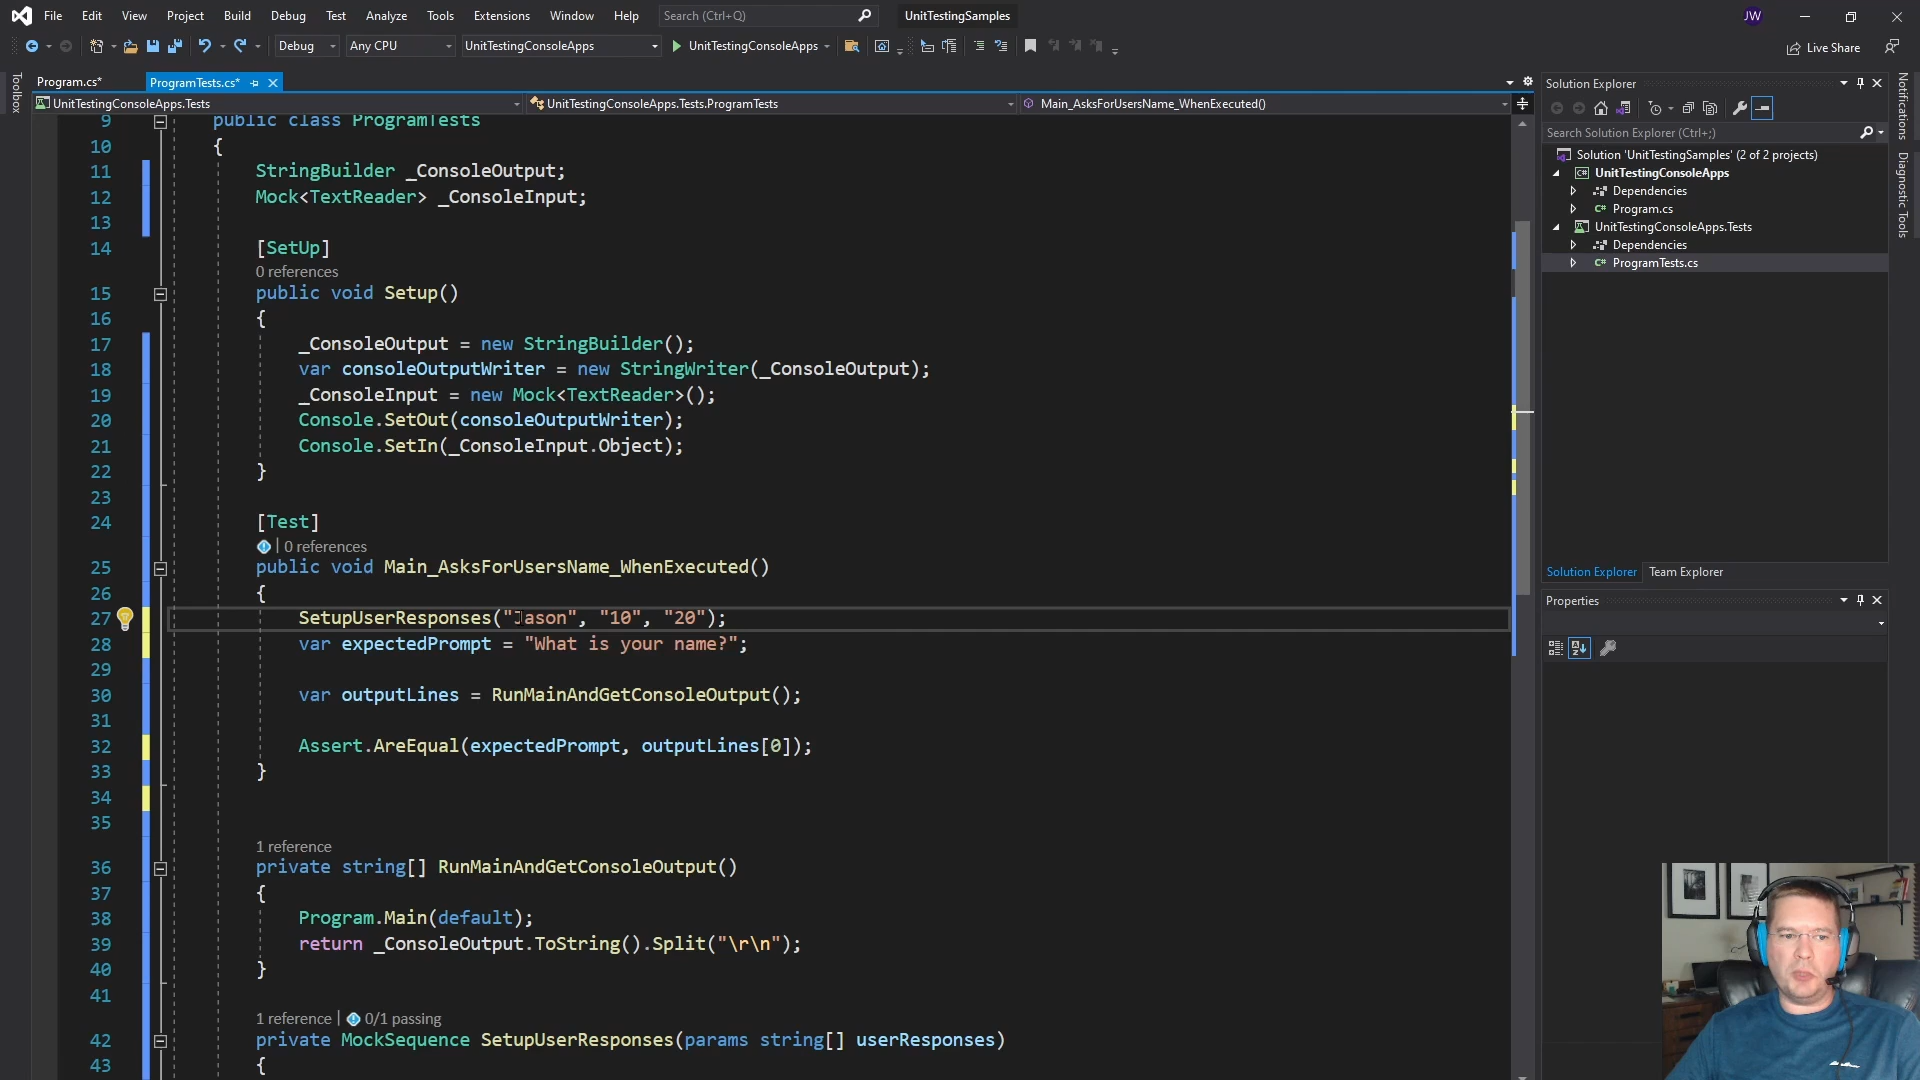 File Edit View Project Build Debug Test Analyze Tools Extensions Window Help Search (Ctrl+Q) UnitTestingSamples JW
Debug Any CPU UnitTestingConsoleApps UnitTestingConsoleApps Live Share
Toolbox
Program.cs* ProgramTests.cs*
UnitTestingConsoleApps.Tests UnitTestingConsoleApps.Tests.ProgramTests Main_AsksForUsersName_WhenExecuted()
9 public class ProgramTests
10 {
11 StringBuilder _ConsoleOutput;
12 Mock<TextReader> _ConsoleInput;
13
14 [SetUp]
0 references
15 public void Setup()
16 {
17 _ConsoleOutput = new StringBuilder();
18 var consoleOutputWriter = new StringWriter(_ConsoleOutput);
19 _ConsoleInput = new Mock<TextReader>();
20 Console.SetOut(consoleOutputWriter);
21 Console.SetIn(_ConsoleInput.Object);
22 }
23
24 [Test]
| 0 references
25 public void Main_AsksForUsersName_WhenExecuted()
26 {
27 SetupUserResponses("Jason", "10", "20");
28 var expectedPrompt = "What is your name?";
29
30 var outputLines = RunMainAndGetConsoleOutput();
31
32 Assert.AreEqual(expectedPrompt, outputLines[0]);
33 }
34
35
1 reference
36 private string[] RunMainAndGetConsoleOutput()
37 {
38 Program.Main(default);
39 return _ConsoleOutput.ToString().Split("\r\n");
40 }
41
1 reference | 0/1 passing
42 private MockSequence SetupUserResponses(params string[] userResponses)
43 {
Solution Explorer
Search Solution Explorer (Ctrl+;)
Solution 'UnitTestingSamples' (2 of 2 projects)
UnitTestingConsoleApps
Dependencies
C# Program.cs
UnitTestingConsoleApps.Tests
Dependencies
C# ProgramTests.cs
Solution Explorer Team Explorer
Properties
Notifications
Diagnostic Tools